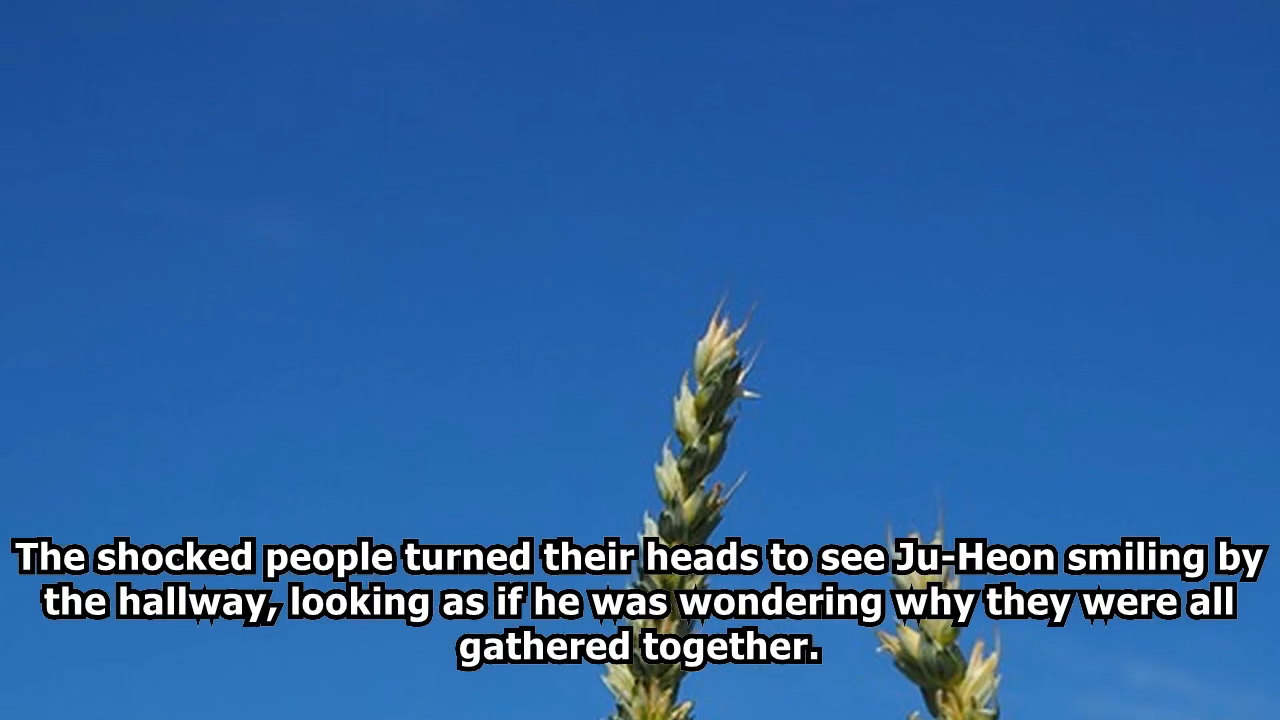 The shocked people turned their heads to see Ju-Heon smiling by
the hallway, looking as if he was wondering why they were all
gathered together.